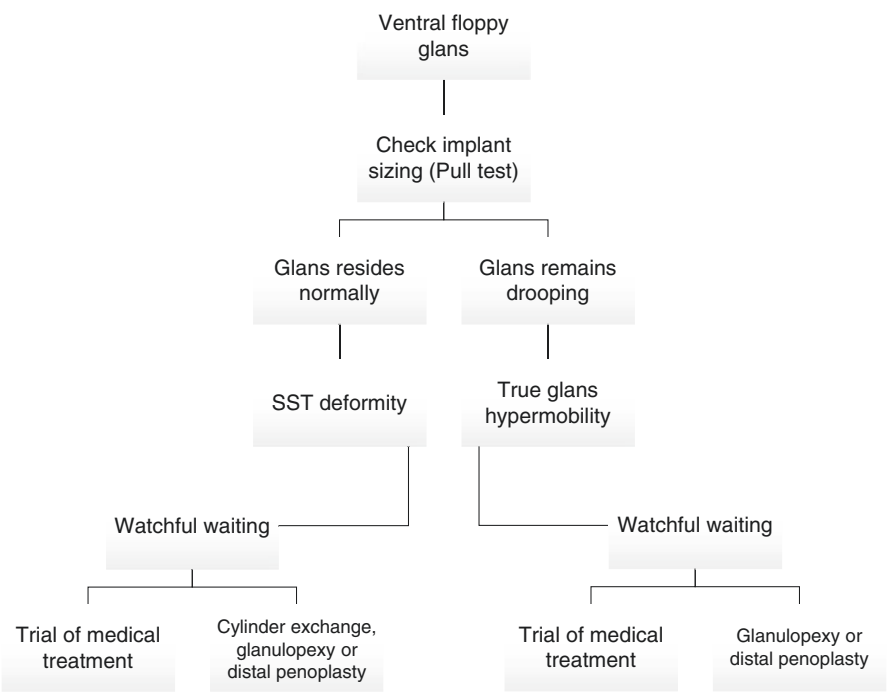 Ventral floppy
glans
Check implant
sizing (Pull test)
Glans resides
normally
Glans remains
drooping
SST deformity
True glans
hypermobility
Watchful waiting
Watchful waiting
Trial of medical
treatment
Cylinder exchange,
glanulopexy or
distal penoplasty
Trial of medical
treatment
Glanulopexy or
distal penoplasty